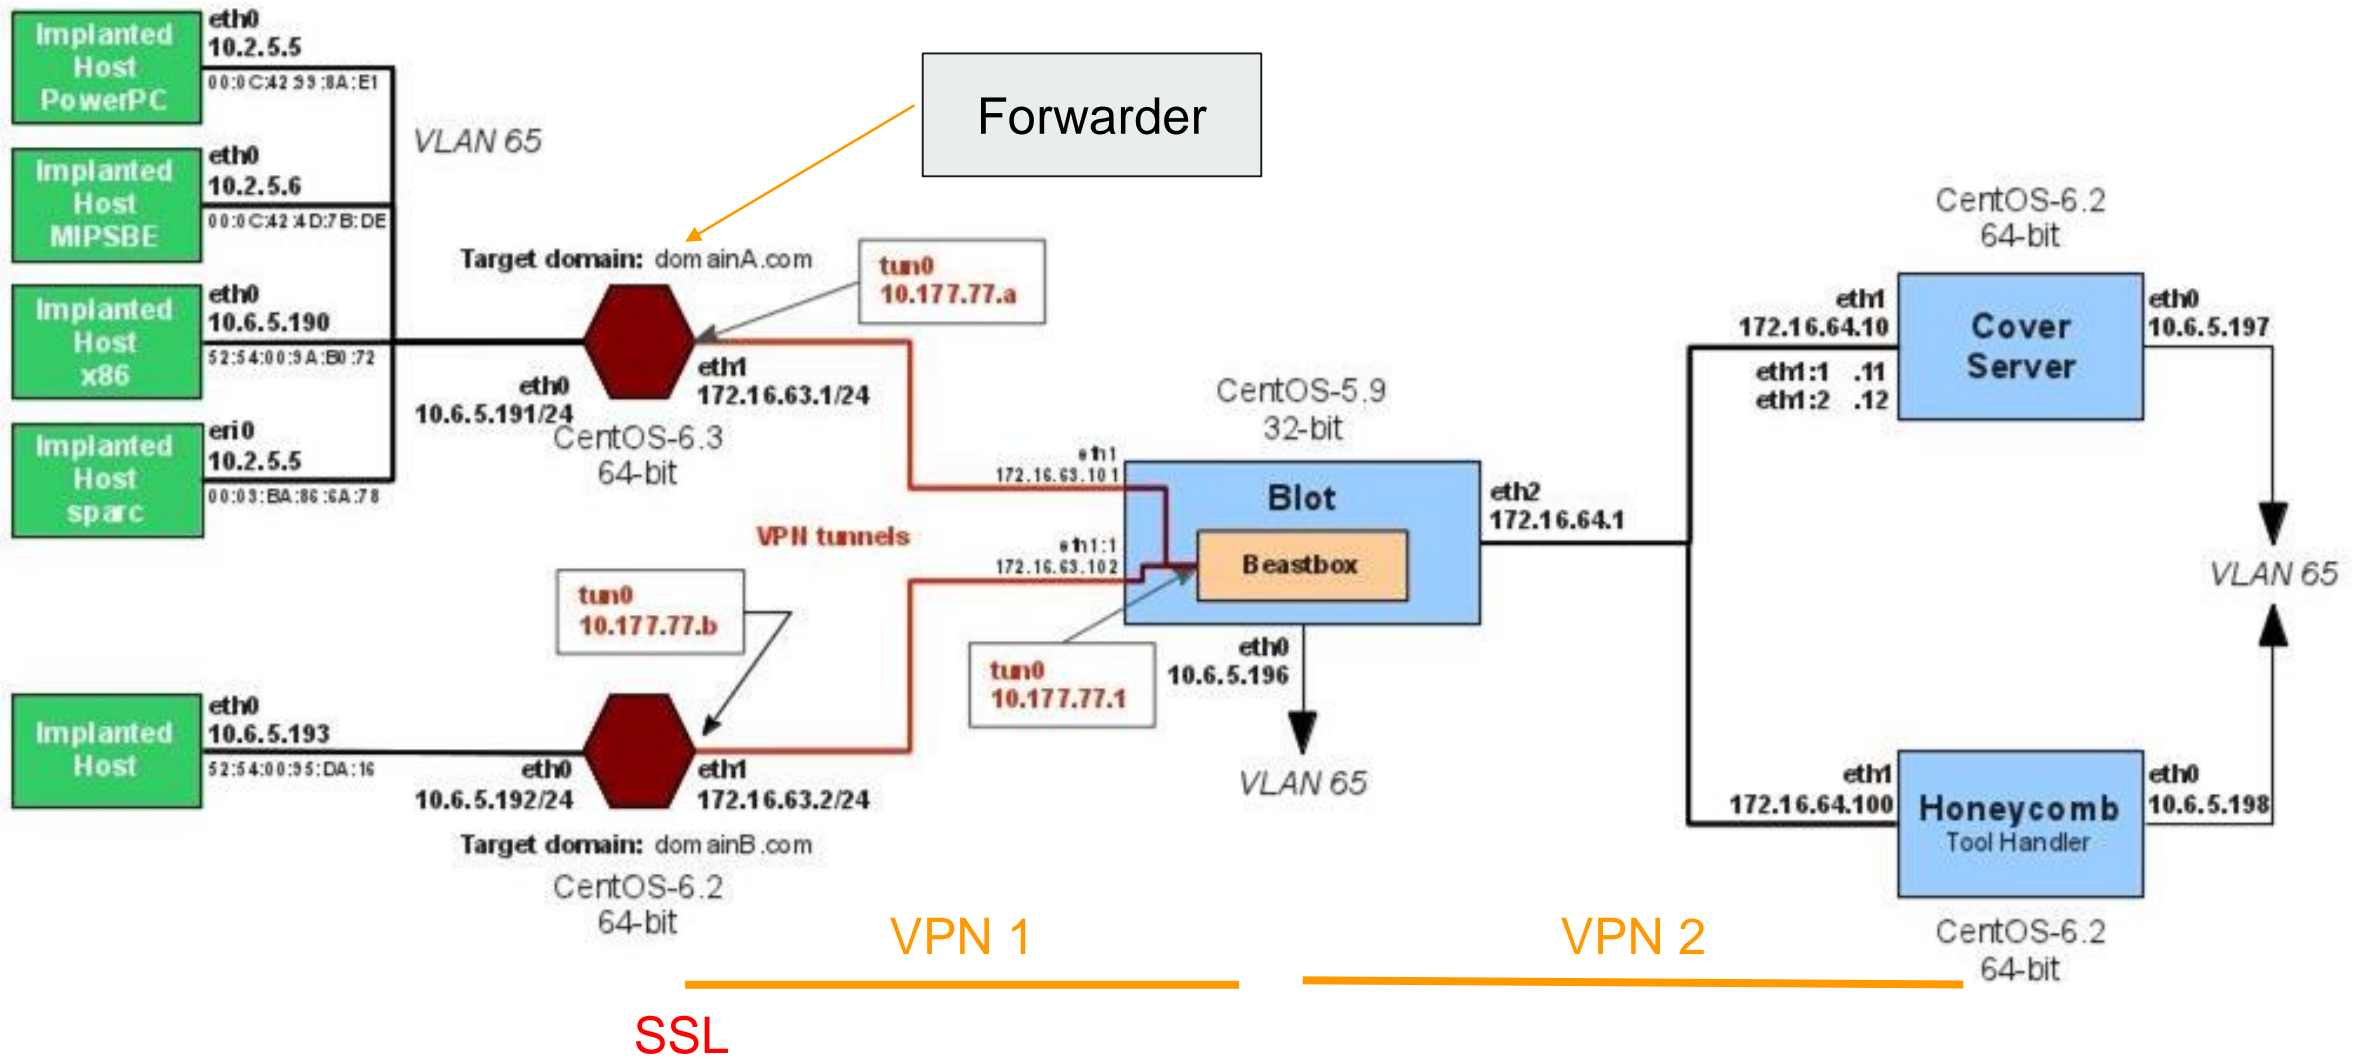 Implanted
Host
PowerPC
eth0
10.2.5.5
00:0C:42:99:8A:E1
VLAN 65
Implanted
Host
MIPSBE
eth0
10.2.5.6
00:0C:42:4D:7B:DE
Implanted
Host
x86
eth0
10.6.5.190
52:54:00:9A:B0:72
Implanted
Host
sparc
eri0
10.2.5.5
00:03:BA:86:6A:78
Forwarder
Target domain: domainA.com
tun0
10.177.77.a
eth0
10.6.5.191/24
eth1
172.16.63.1/24
CentOS-6.3
64-bit
VPN tunnels
tun0
10.177.77.b
Implanted
Host
eth0
10.6.5.193
52:54:00:95:DA:16
eth0
10.6.5.192/24
eth1
172.16.63.2/24
Target domain: domainB.com
CentOS-6.2
64-bit
CentOS-5.9
32-bit
eth1
172.16.63.101
eth1:1
172.16.63.102
Blot
Beastbox
tun0
10.177.77.1
eth0
10.6.5.196
VLAN 65
eth2
172.16.64.1
CentOS-6.2
64-bit
eth1
172.16.64.10
eth1:1 .11
eth1:2 .12
Cover
Server
eth0
10.6.5.197
VLAN 65
eth1
172.16.64.100
Honeycomb
Tool Handler
eth0
10.6.5.198
CentOS-6.2
64-bit
VPN 1
VPN 2
SSL